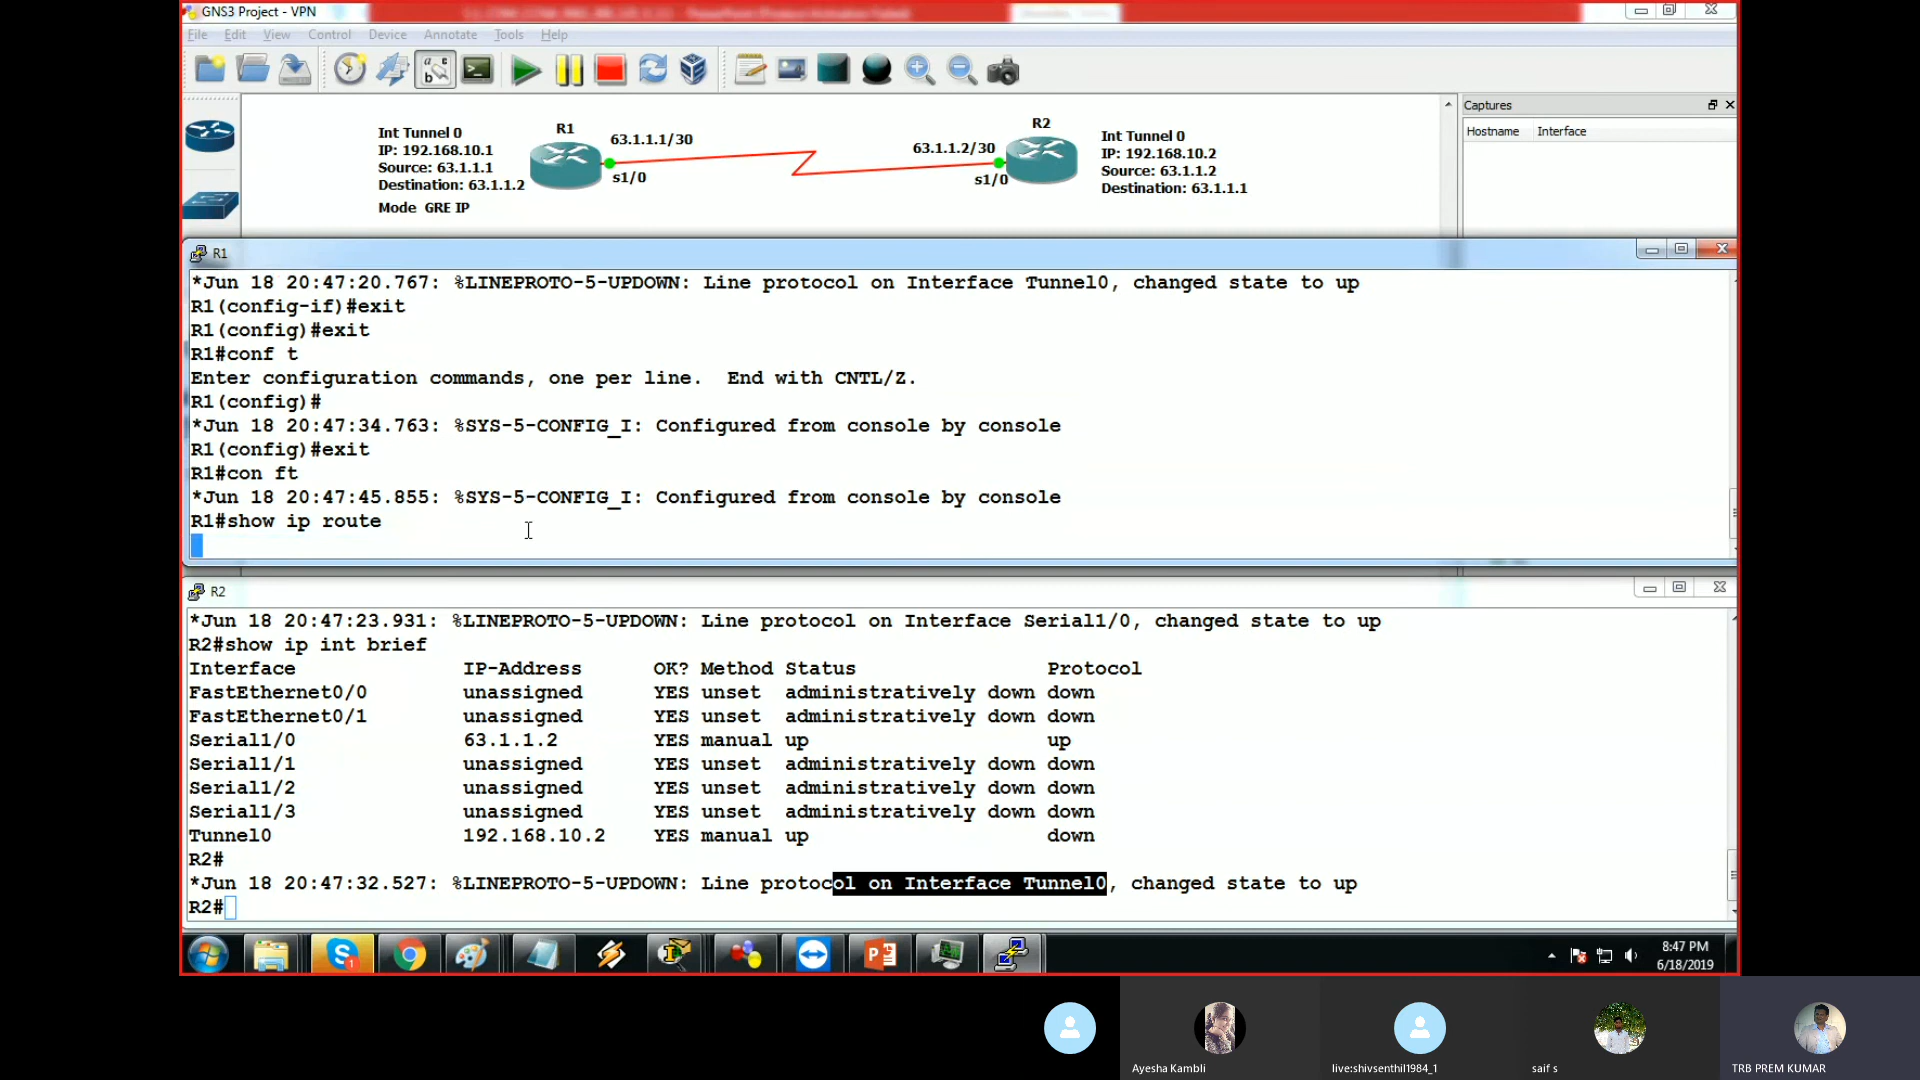 GNS3 Project - VPN
File Edit View Control Device Annotate Tools Help
Captures
Hostname Interface
Int Tunnel 0
IP: 192.168.10.1
Source: 63.1.1.1
Destination: 63.1.1.2
Mode GRE IP
R1
63.1.1.1/30
s1/0
63.1.1.2/30
s1/0
R2
Int Tunnel 0
IP: 192.168.10.2
Source: 63.1.1.2
Destination: 63.1.1.1
R1
*Jun 18 20:47:20.767: %LINEPROTO-5-UPDOWN: Line protocol on Interface Tunnel0, changed state to up
R1(config-if)#exit
R1(config)#exit
R1#conf t
Enter configuration commands, one per line. End with CNTL/Z.
R1(config)#
*Jun 18 20:47:34.763: %SYS-5-CONFIG_I: Configured from console by console
R1(config)#exit
R1#con ft
*Jun 18 20:47:45.855: %SYS-5-CONFIG_I: Configured from console by console
R1#show ip route
R2
*Jun 18 20:47:23.931: %LINEPROTO-5-UPDOWN: Line protocol on Interface Serial1/0, changed state to up
R2#show ip int brief
Interface IP-Address OK? Method Status Protocol
FastEthernet0/0 unassigned YES unset administratively down down
FastEthernet0/1 unassigned YES unset administratively down down
Serial1/0 63.1.1.2 YES manual up up
Serial1/1 unassigned YES unset administratively down down
Serial1/2 unassigned YES unset administratively down down
Serial1/3 unassigned YES unset administratively down down
Tunnel0 192.168.10.2 YES manual up down
R2#
*Jun 18 20:47:32.527: %LINEPROTO-5-UPDOWN: Line protocol on Interface Tunnel0, changed state to up
R2#
8:47 PM
6/18/2019
Ayesha Kambli
live:shivsenthil1984_1
saif s
TRB PREM KUMAR